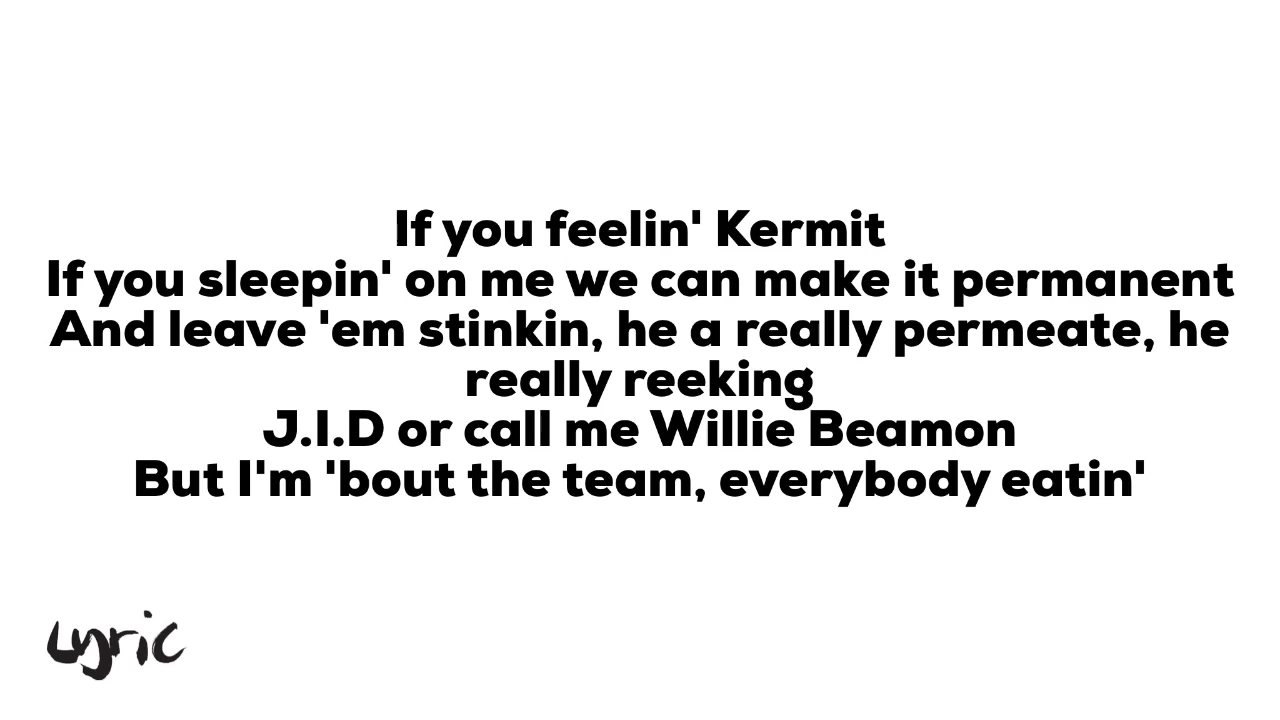 If you feelin' Kermit
If you sleepin' on me we can make it permanent
And leave 'em stinkin, he a really permeate, he
really reeking
J.I.D or call me Willie Beamon
But I'm 'bout the team, everybody eatin'
Lyric